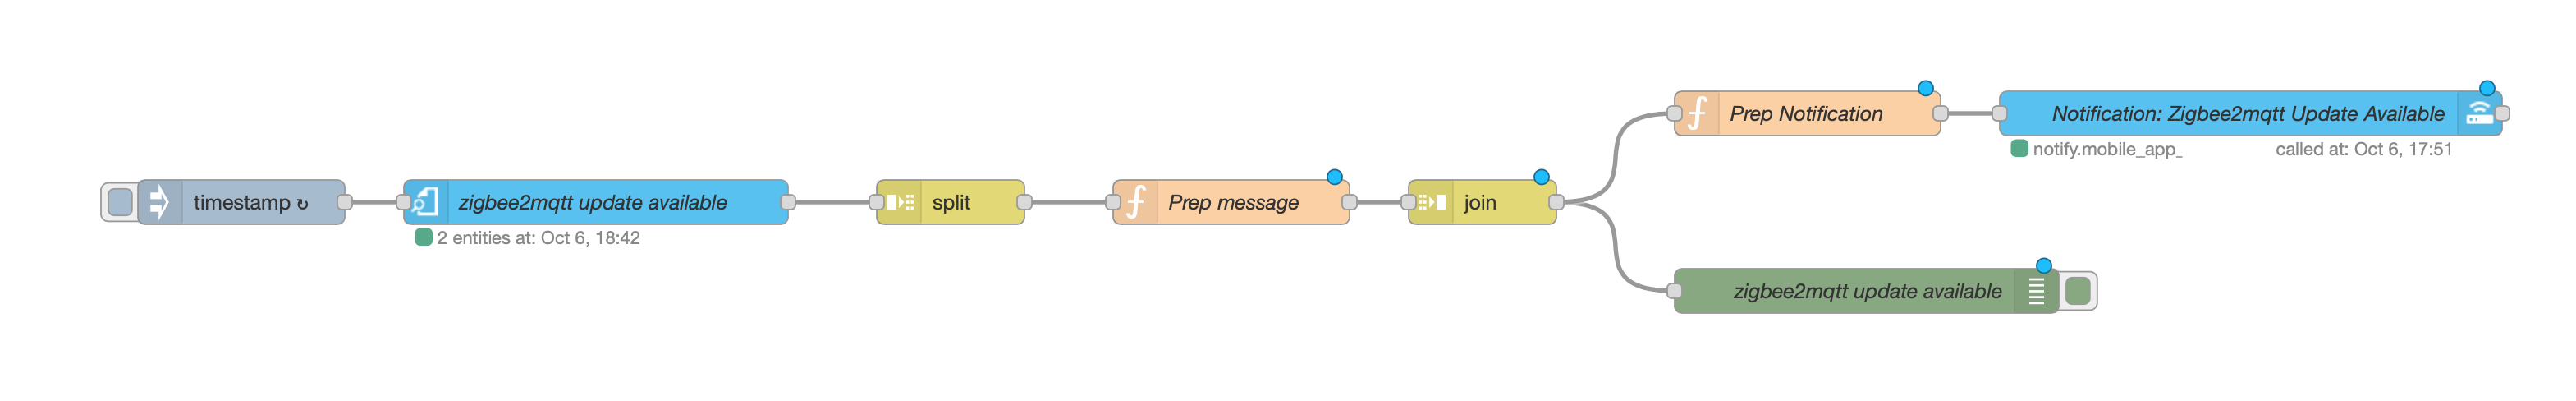 timestamp ↻
zigbee2mqtt update available
2 entities at: Oct 6, 18:42
split
Prep message
join
Prep Notification
Notification: Zigbee2mqtt Update Available
notify.mobile_app_ called at: Oct 6, 17:51
zigbee2mqtt update available